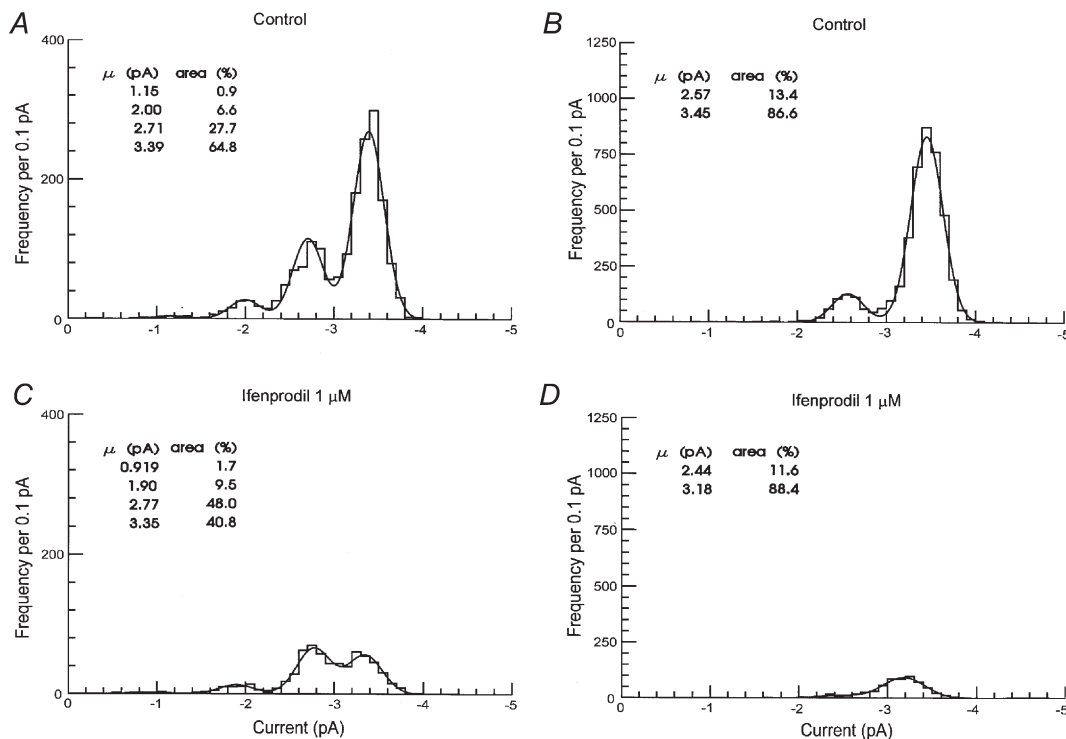 A
Control
400
200
0
Frequency per 0.1 pA
μ (pA) area (%)
1.15 0.9
2.00 6.6
2.71 27.7
3.39 64.8
0 -1 -2 -3 -4 -5
B
Control
1250
1000
750
500
250
0
Frequency per 0.1 pA
μ (pA) area (%)
2.57 13.4
3.45 86.6
0 -1 -2 -3 -4 -5
C
Ifenprodil 1 μM
400
200
0
Frequency per 0.1 pA
μ (pA) area (%)
0.919 1.7
1.90 9.5
2.77 48.0
3.35 40.8
0 -1 -2 -3 -4 -5
Current (pA)
D
Ifenprodil 1 μM
1250
1000
750
500
250
0
Frequency per 0.1 pA
μ (pA) area (%)
2.44 11.6
3.18 88.4
0 -1 -2 -3 -4 -5
Current (pA)